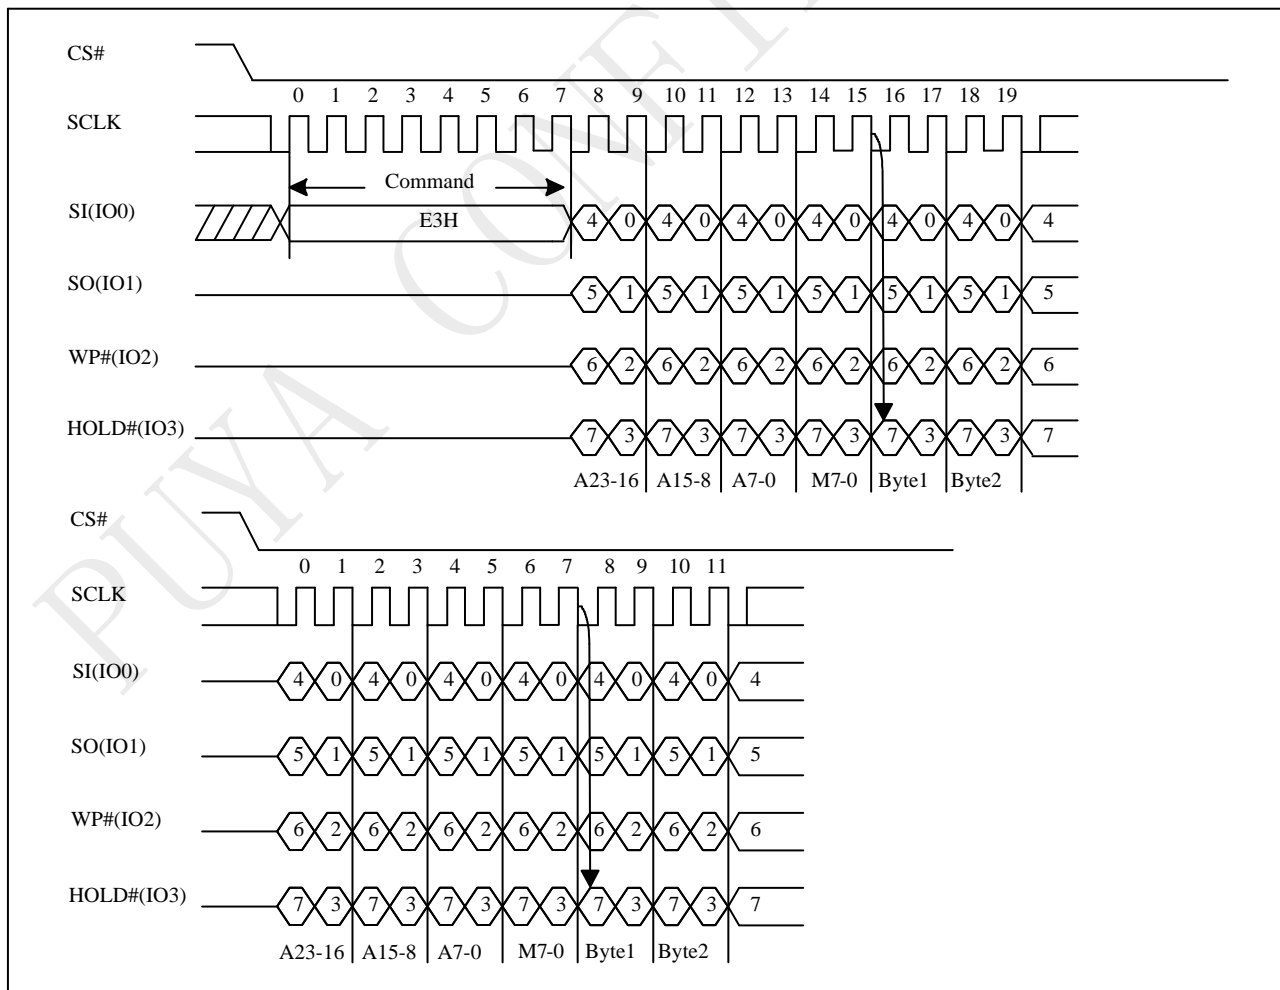 CS#
0 1 2 3 4 5 6 7 8 9 10 11 12 13 14 15 16 17 18 19
SCLK
Command
SI(IO0) E3H 4 0 4 0 4 0 4 0 4 0 4 0 4
SO(IO1) 5 1 5 1 5 1 5 1 5 1 5 1 5
WP#(IO2) 6 2 6 2 6 2 6 2 6 2 6 2 6
HOLD#(IO3) 7 3 7 3 7 3 7 3 7 3 7 3 7
A23-16 A15-8 A7-0 M7-0 Byte1 Byte2
CS#
0 1 2 3 4 5 6 7 8 9 10 11
SCLK
SI(IO0) 4 0 4 0 4 0 4 0 4 0 4 0 4
SO(IO1) 5 1 5 1 5 1 5 1 5 1 5 1 5
WP#(IO2) 6 2 6 2 6 2 6 2 6 2 6 2 6
HOLD#(IO3) 7 3 7 3 7 3 7 3 7 3 7 3 7
A23-16 A15-8 A7-0 M7-0 Byte1 Byte2
PUYA